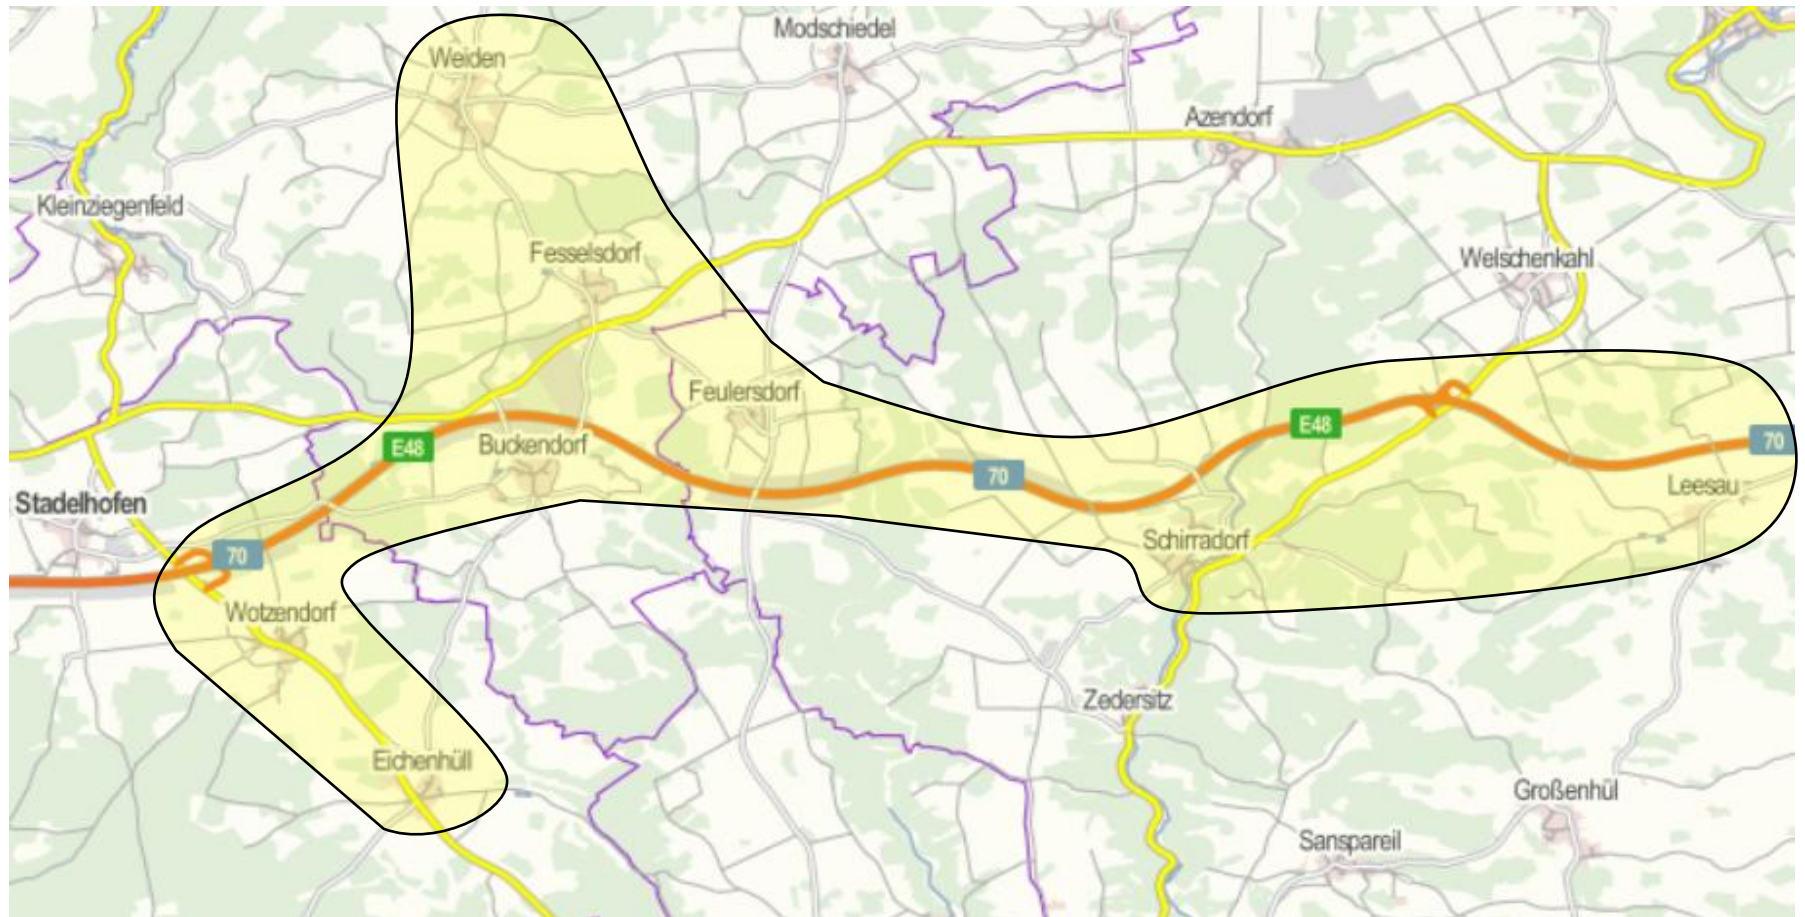 Modschiedel
Weiden
Azendorf
Kleinziegenfeld
Fesselsdorf
Welschenkahl
Feulersdorf
E48
E48
Buckendorf
70
70
Leesau
Stadelhofen
Schirradorf
70
Wotzendorf
Zedersitz
Eichenhüll
Großenhül
Sanspareil